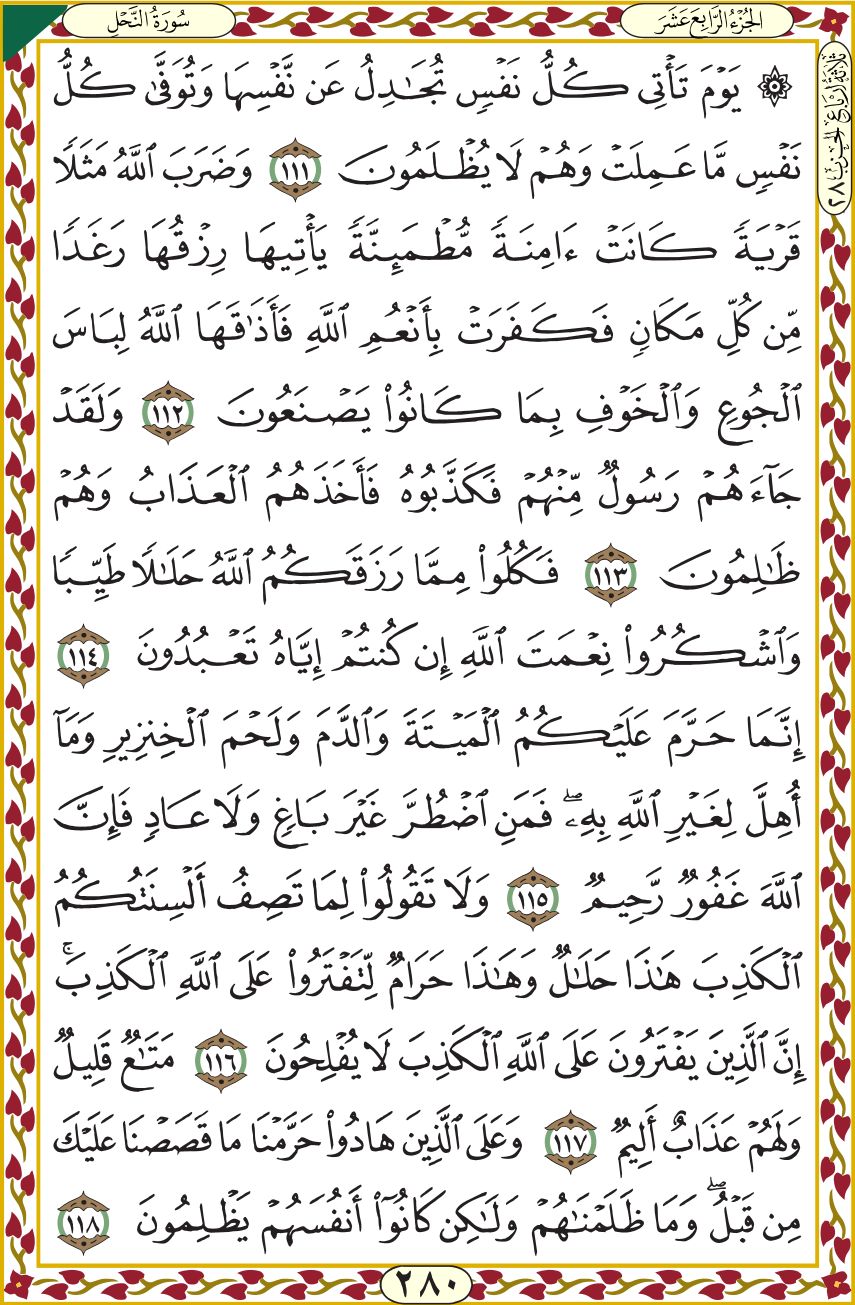 سُورَةُ النَّحْلِ
الجُزْءُ الرَّابِعَ عَشَرَ
ثَلَاثَةُ أَرْبَاعِ الْحِزْبِ ٢٨
۞ يَوۡمَ تَأۡتِي كُلُّ نَفۡسٖ تُجَٰدِلُ عَن نَّفۡسِهَا وَتُوَفَّىٰ كُلُّ
نَفۡسٖ مَّا عَمِلَتۡ وَهُمۡ لَا يُظۡلَمُونَ ١١١ وَضَرَبَ ٱللَّهُ مَثَلٗا
قَرۡيَةٗ كَانَتۡ ءَامِنَةٗ مُّطۡمَئِنَّةٗ يَأۡتِيهَا رِزۡقُهَا رَغَدٗا
مِّن كُلِّ مَكَانٖ فَكَفَرَتۡ بِأَنۡعُمِ ٱللَّهِ فَأَذَٰقَهَا ٱللَّهُ لِبَاسَ
ٱلۡجُوعِ وَٱلۡخَوۡفِ بِمَا كَانُواْ يَصۡنَعُونَ ١١٢ وَلَقَدۡ
جَآءَهُمۡ رَسُولٞ مِّنۡهُمۡ فَكَذَّبُوهُ فَأَخَذَهُمُ ٱلۡعَذَابُ وَهُمۡ
ظَٰلِمُونَ ١١٣ فَكُلُواْ مِمَّا رَزَقَكُمُ ٱللَّهُ حَلَٰلٗا طَيِّبٗا
وَٱشۡكُرُواْ نِعۡمَتَ ٱللَّهِ إِن كُنتُمۡ إِيَّاهُ تَعۡبُدُونَ ١١٤
إِنَّمَا حَرَّمَ عَلَيۡكُمُ ٱلۡمَيۡتَةَ وَٱلدَّمَ وَلَحۡمَ ٱلۡخِنزِيرِ وَمَآ
أُهِلَّ لِغَيۡرِ ٱللَّهِ بِهِۦۖ فَمَنِ ٱضۡطُرَّ غَيۡرَ بَاغٖ وَلَا عَادٖ فَإِنَّ
ٱللَّهَ غَفُورٞ رَّحِيمٞ ١١٥ وَلَا تَقُولُواْ لِمَا تَصِفُ أَلۡسِنَتُكُمُ
ٱلۡكَذِبَ هَٰذَا حَلَٰلٞ وَهَٰذَا حَرَامٞ لِّتَفۡتَرُواْ عَلَى ٱللَّهِ ٱلۡكَذِبَۚ
إِنَّ ٱلَّذِينَ يَفۡتَرُونَ عَلَى ٱللَّهِ ٱلۡكَذِبَ لَا يُفۡلِحُونَ ١١٦ مَتَٰعٞ قَلِيلٞ
وَلَهُمۡ عَذَابٌ أَلِيمٞ ١١٧ وَعَلَى ٱلَّذِينَ هَادُواْ حَرَّمۡنَا مَا قَصَصۡنَا عَلَيۡكَ
مِن قَبۡلُۖ وَمَا ظَلَمۡنَٰهُمۡ وَلَٰكِن كَانُوٓاْ أَنفُسَهُمۡ يَظۡلِمُونَ ١١٨
٢٨٠